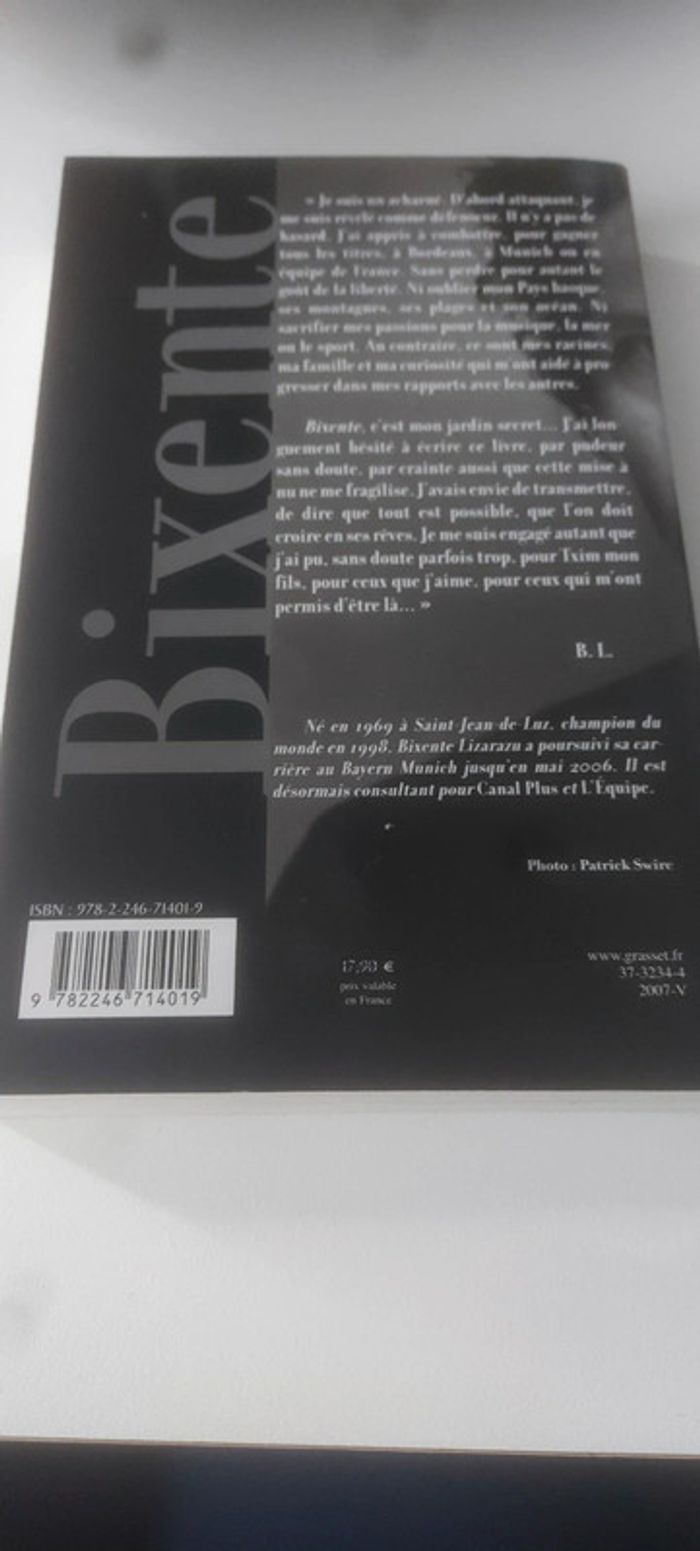 Bixente
« Je suis un acharné. D'abord attaquant, je
me suis révélé comme défenseur. Il n'y a pas de
hasard. J'ai appris à combattre, pour gagner
tous les titres, à Bordeaux, à Munich ou en
équipe de France. Sans perdre pour autant le
goût de la liberté. Ni oublier mon Pays basque,
ses montagnes, ses plages et son océan. Ni
sacrifier mes passions pour la musique, la mer
ou le sport. Au contraire, ce sont mes racines,
ma famille et ma curiosité qui m'ont aidé à pro-
gresser dans mes rapports avec les autres.
Bixente, c'est mon jardin secret... J'ai lon-
guement hésité à écrire ce livre, par pudeur
sans doute, par crainte aussi que cette mise à
nu ne me fragilise. J'avais envie de transmettre,
de dire que tout est possible, que l'on doit
croire en ses rêves. Je me suis engagé autant que
j'ai pu, sans doute parfois trop, pour Tximista mon
fils, pour ceux que j'aime, pour ceux qui m'ont
permis d'être là... »
B. L.
Né en 1969 à Saint-Jean-de-Luz, champion du
monde en 1998, Bixente Lizarazu a poursuivi sa car-
rière au Bayern Munich jusqu'en mai 2006. Il est
désormais consultant pour Canal Plus et L'Équipe.
Photo : Patrick Swirc
ISBN : 978-2-246-71401-9
9 782246 714019
17,90 €
prix valable
en France
www.grasset.fr
37-3234-4
2007-V